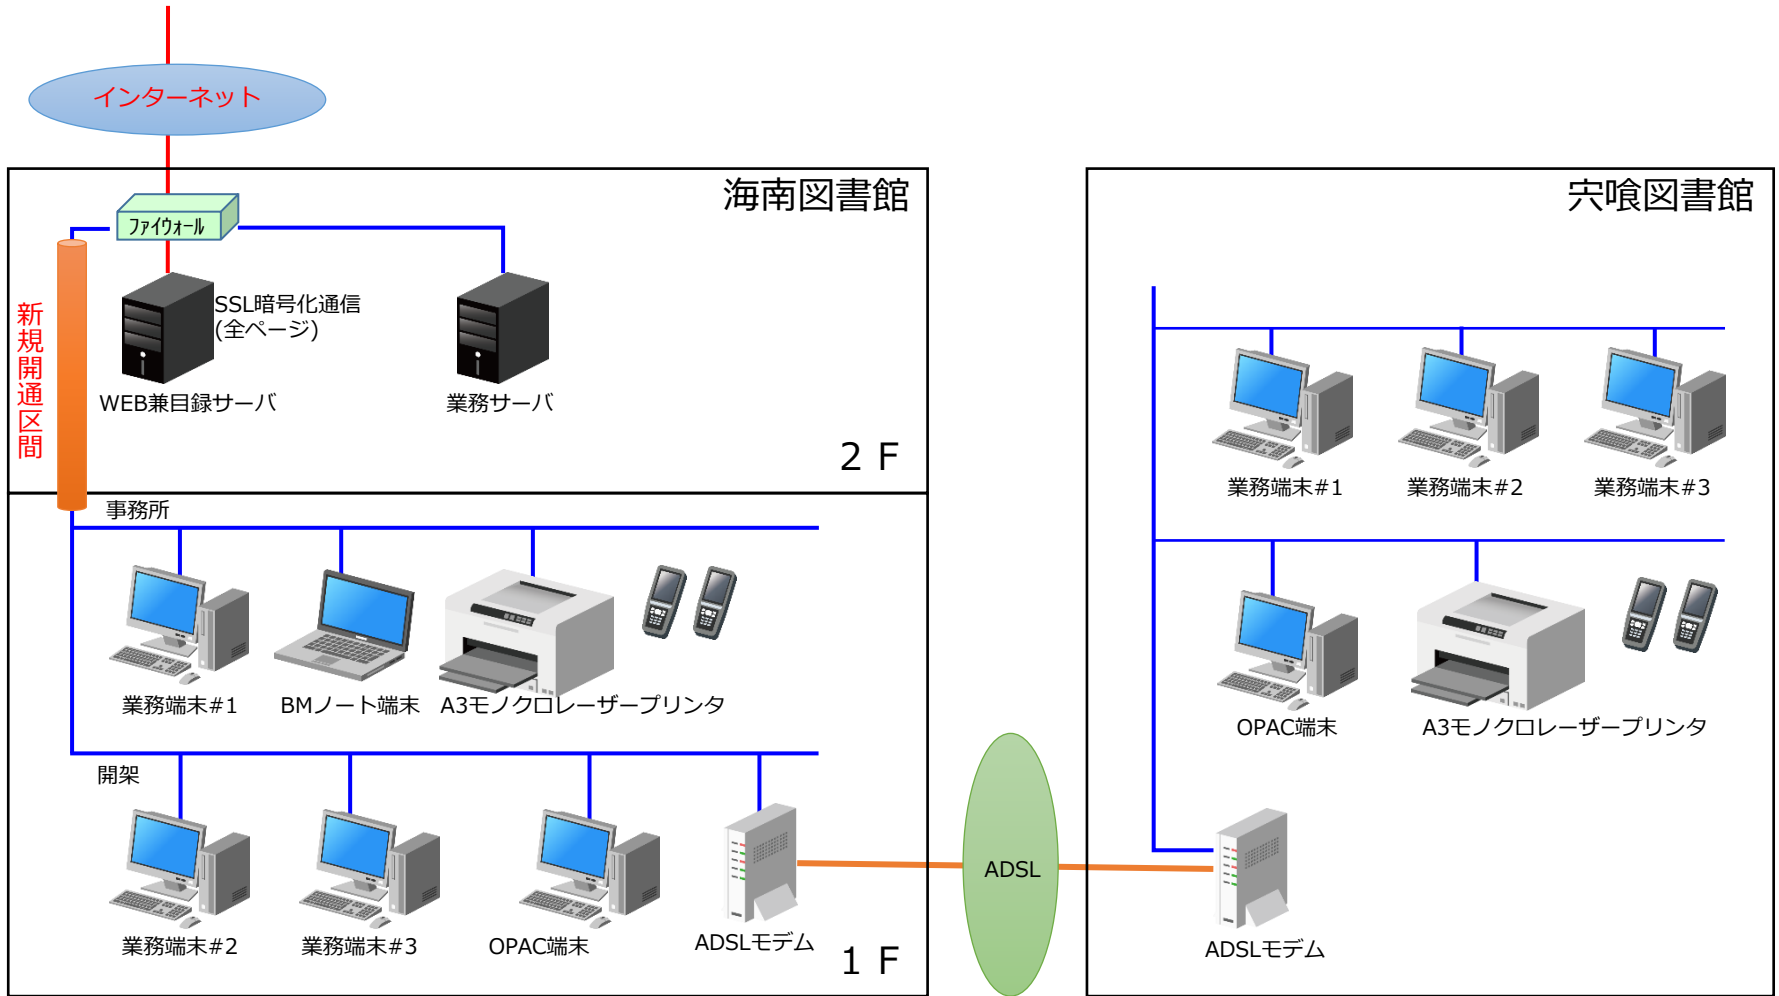 インターネット
海南図書館
ﾌｧｲｳｫｰﾙ
新規開通区間
SSL暗号化通信
(全ページ)
WEB兼目録サーバ
業務サーバ
２Ｆ
事務所
業務端末#1
BMノート端末
A3モノクロレーザープリンタ
開架
業務端末#2
業務端末#3
OPAC端末
ADSLモデム
１Ｆ
ADSL
宍喰図書館
業務端末#1
業務端末#2
業務端末#3
OPAC端末
A3モノクロレーザープリンタ
ADSLモデム